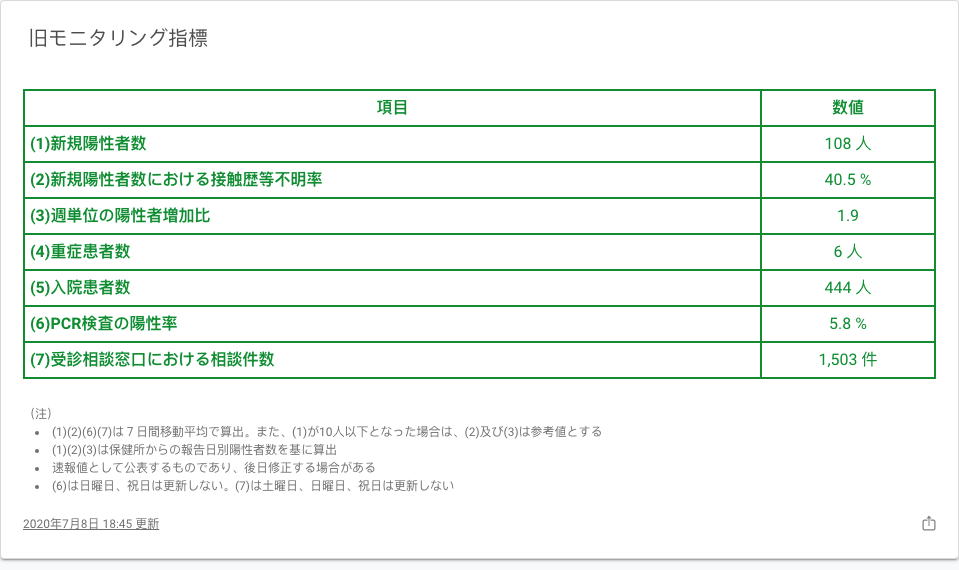 旧モニタリング指標
項目 数値
(1)新規陽性者数 108 人
(2)新規陽性者数における接触歴等不明率 40.5 %
(3)週単位の陽性者増加比 1.9
(4)重症患者数 6 人
(5)入院患者数 444 人
(6)PCR検査の陽性率 5.8 %
(7)受診相談窓口における相談件数 1,503 件
（注）
• (1)(2)(6)(7)は７日間移動平均で算出。また、(1)が10人以下となった場合は、(2)及び(3)は参考値とする
• (1)(2)(3)は保健所からの報告日別陽性者数を基に算出
• 速報値として公表するものであり、後日修正する場合がある
• (6)は日曜日、祝日は更新しない。(7)は土曜日、日曜日、祝日は更新しない
2020年7月8日 18:45 更新